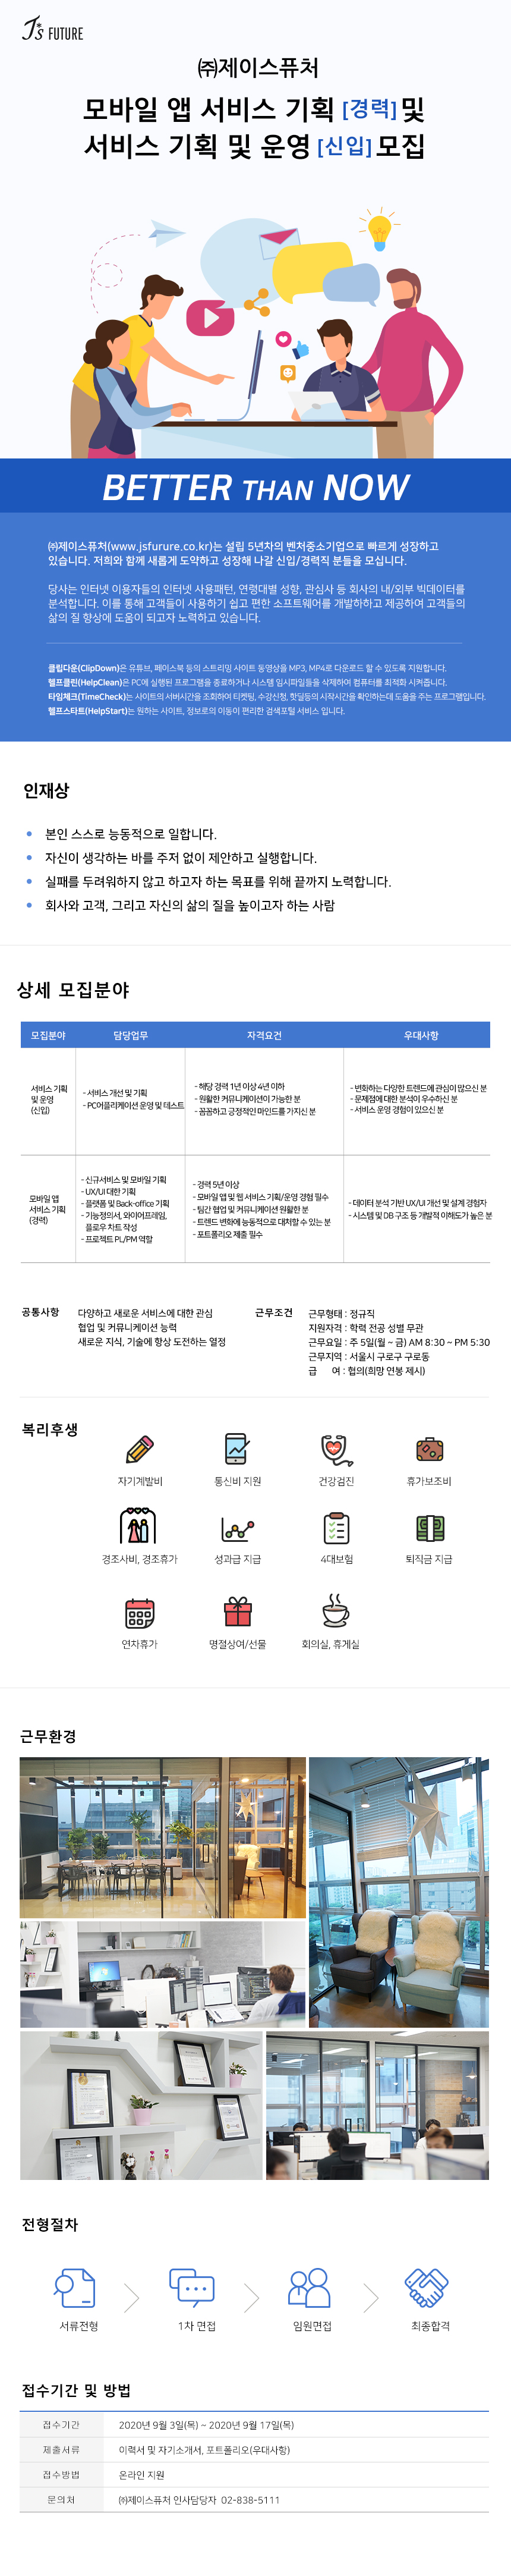 J's FUTURE
㈜제이스퓨처
모바일 앱 서비스 기획 [경력] 및
서비스 기획 및 운영 [신입] 모집
BETTER THAN NOW
㈜제이스퓨처(www.jsfurure.co.kr)는 설립 5년차의 벤처중소기업으로 빠르게 성장하고
있습니다. 저희와 함께 새롭게 도약하고 성장해 나갈 신입/경력직 분들을 모십니다.
당사는 인터넷 이용자들의 인터넷 사용패턴, 연령대별 성향, 관심사 등 회사의 내/외부 빅데이터를
분석합니다. 이를 통해 고객들이 사용하기 쉽고 편한 소프트웨어를 개발하하고 제공하여 고객들의
삶의 질 향상에 도움이 되고자 노력하고 있습니다.
클립다운(ClipDown)은 유튜브, 페이스북 등의 스트리밍 사이트 동영상을 MP3, MP4로 다운로드 할 수 있도록 지원합니다.
헬프클린(HelpClean)은 PC에 실행된 프로그램을 종료하거나 시스템 임시파일들을 삭제하여 컴퓨터를 최적화 시켜줍니다.
타임체크(TimeCheck)는 사이트의 서버시간을 조회하여 티켓팅, 수강신청, 핫딜등의 시작시간을 확인하는데 도움을 주는 프로그램입니다.
헬프스타트(HelpStart)는 원하는 사이트, 정보로의 이동이 편리한 검색포털 서비스 입니다.
인재상
본인 스스로 능동적으로 일합니다.
자신이 생각하는 바를 주저 없이 제안하고 실행합니다.
실패를 두려워하지 않고 하고자 하는 목표를 위해 끝까지 노력합니다.
회사와 고객, 그리고 자신의 삶의 질을 높이고자 하는 사람
상세 모집분야
모집분야 담당업무 자격요건 우대사항
서비스 기획
및 운영
(신입)
- 서비스 개선 및 기획
- PC어플리케이션 운영 및 테스트
- 해당 경력 1년 이상 4년 이하
- 원활한 커뮤니케이션이 가능한 분
- 꼼꼼하고 긍정적인 마인드를 가지신 분
- 변화하는 다양한 트렌드에 관심이 많으신 분
- 문제점에 대한 분석이 우수하신 분
- 서비스 운영 경험이 있으신 분
모바일 앱
서비스 기획
(경력)
- 신규서비스 및 모바일 기획
- UX/UI 대한 기획
- 플랫폼 및 Back-office 기획
- 기능정의서, 와이어프레임,
플로우 차트 작성
- 프로젝트 PL/PM 역할
- 경력 5년 이상
- 모바일 앱 및 웹 서비스 기획/운영 경험 필수
- 팀간 협업 및 커뮤니케이션 원활한 분
- 트렌드 변화에 능동적으로 대처할 수 있는 분
- 포트폴리오 제출 필수
- 데이터 분석 기반 UX/UI 개선 및 설계 경험자
- 시스템 및 DB 구조 등 개발적 이해도가 높은 분
공통사항
다양하고 새로운 서비스에 대한 관심
협업 및 커뮤니케이션 능력
새로운 지식, 기술에 항상 도전하는 열정
근무조건
근무형태 : 정규직
지원자격 : 학력 전공 성별 무관
근무요일 : 주 5일(월 ~ 금) AM 8:30 ~ PM 5:30
근무지역 : 서울시 구로구 구로동
급 여 : 협의(희망 연봉 제시)
복리후생
자기계발비 통신비 지원 건강검진 휴가보조비
경조사비, 경조휴가 성과급 지급 4대보험 퇴직금 지급
연차휴가 명절상여/선물 회의실, 휴게실
근무환경
전형절차
서류전형 1차 면접 임원면접 최종합격
접수기간 및 방법
접수기간 2020년 9월 3일(목) ~ 2020년 9월 17일(목)
제출서류 이력서 및 자기소개서, 포트폴리오(우대사항)
접수방법 온라인 지원
문의처 ㈜제이스퓨처 인사담당자 02-838-5111